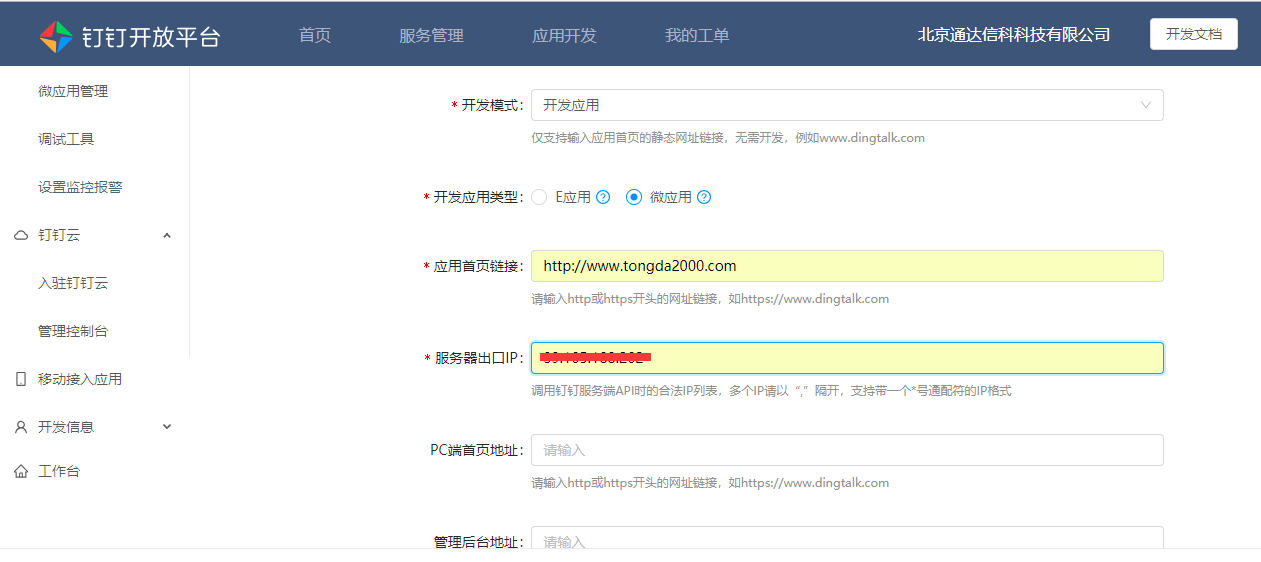 钉钉开放平台 首页 服务管理 应用开发 我的工单 北京通达信科科技有限公司 开发文档
微应用管理
* 开发模式： 开发应用
仅支持输入应用首页的静态网址链接，无需开发，例如www.dingtalk.com
调试工具
设置监控报警
* 开发应用类型： E应用 ? 微应用 ?
钉钉云
* 应用首页链接： http://www.tongda2000.com
请输入http或https开头的网址链接，如https://www.dingtalk.com
入驻钉钉云
管理控制台
* 服务器出口IP：
调用钉钉服务端API时的合法IP列表，多个IP请以“,”隔开，支持带一个*号通配符的IP格式
移动接入应用
开发信息
PC端首页地址： 请输入
请输入http或https开头的网址链接，如https://www.dingtalk.com
工作台
管理后台地址： 请输入